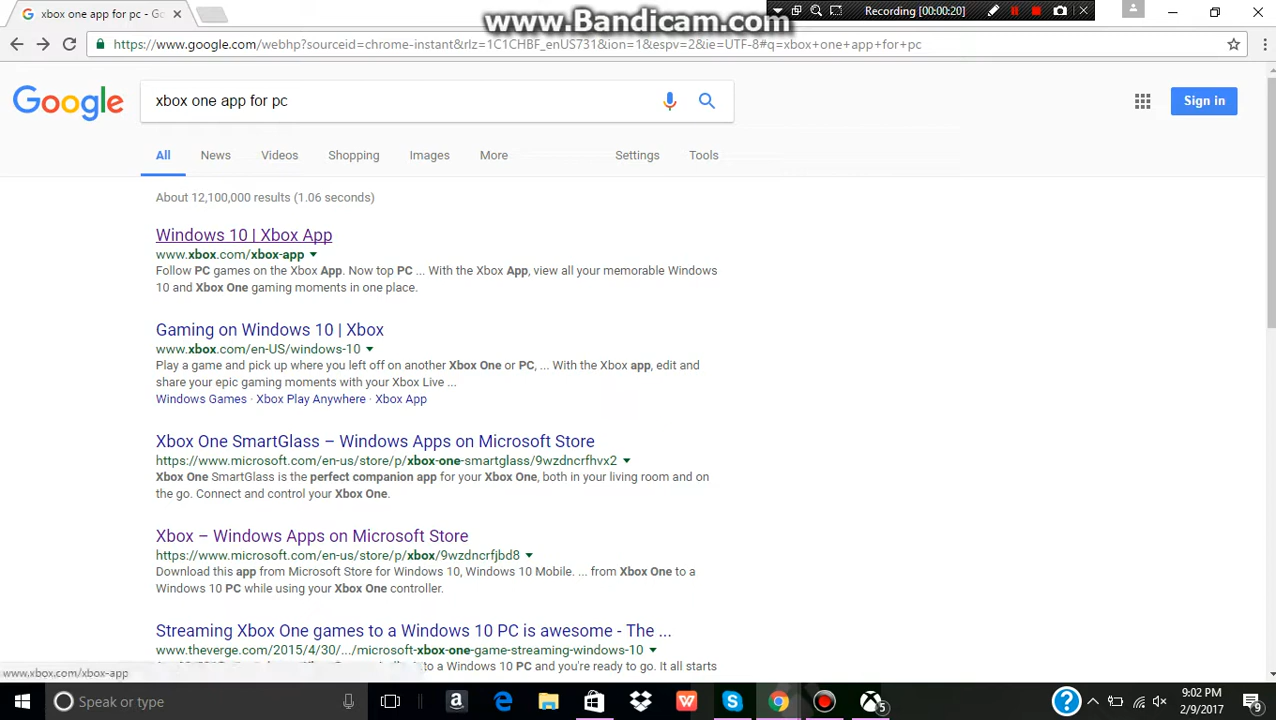 xbox one app for pc - Go
www.Bandicam.com
Recording [00:00:20]
https://www.google.com/webhp?sourceid=chrome-instant&rlz=1C1CHBF_enUS731&ion=1&espv=2&ie=UTF-8#q=xbox+one+app+for+pc
Google
xbox one app for pc
Sign in
All News Videos Shopping Images More Settings Tools
About 12,100,000 results (1.06 seconds)
Windows 10 | Xbox App
www.xbox.com/xbox-app
Follow PC games on the Xbox App. Now top PC ... With the Xbox App, view all your memorable Windows
10 and Xbox One gaming moments in one place.
Gaming on Windows 10 | Xbox
www.xbox.com/en-US/windows-10
Play a game and pick up where you left off on another Xbox One or PC, ... With the Xbox app, edit and
share your epic gaming moments with your Xbox Live ...
Windows Games · Xbox Play Anywhere · Xbox App
Xbox One SmartGlass – Windows Apps on Microsoft Store
https://www.microsoft.com/en-us/store/p/xbox-one-smartglass/9wzdncrfhvx2
Xbox One SmartGlass is the perfect companion app for your Xbox One, both in your living room and on
the go. Connect and control your Xbox One.
Xbox – Windows Apps on Microsoft Store
https://www.microsoft.com/en-us/store/p/xbox/9wzdncrfjbd8
Download this app from Microsoft Store for Windows 10, Windows 10 Mobile. ... from Xbox One to a
Windows 10 PC while using your Xbox One controller.
Streaming Xbox One games to a Windows 10 PC is awesome - The ...
www.theverge.com/2015/4/30/.../microsoft-xbox-one-game-streaming-windows-10
to a Windows 10 PC and you're ready to go. It all starts
www.xbox.com/xbox-app
Speak or type
9:02 PM
2/9/2017
5
9